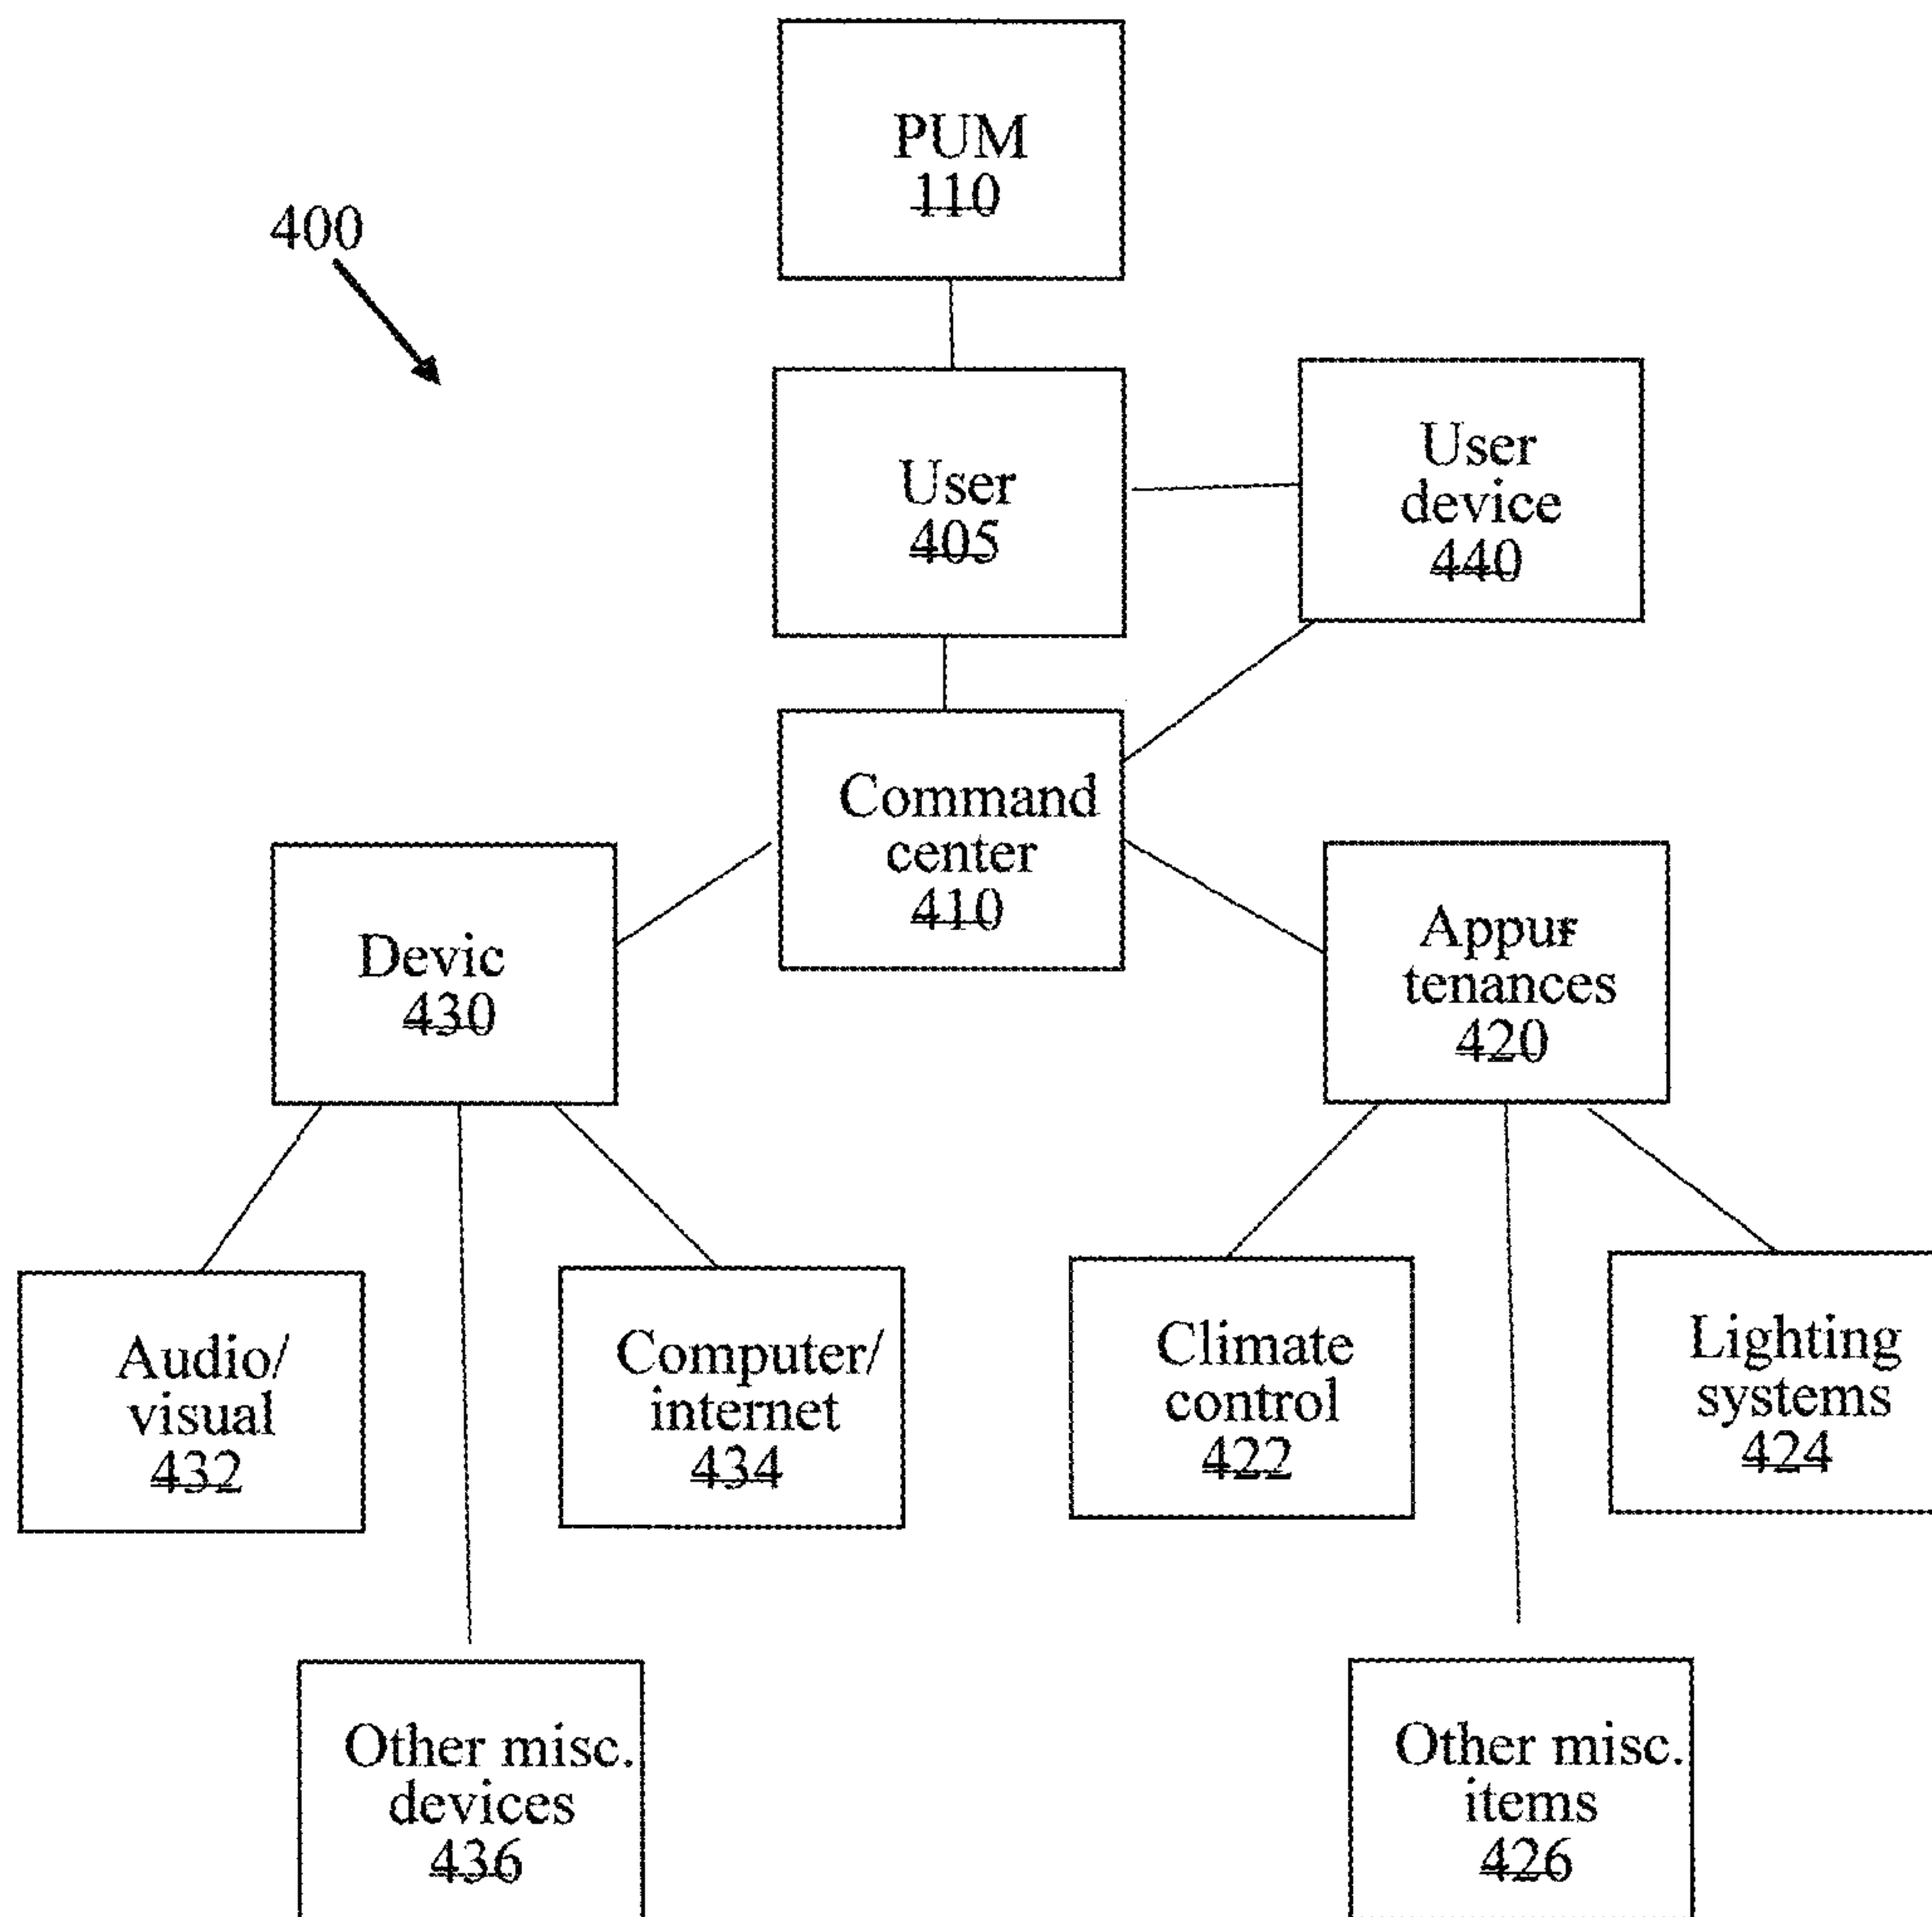 PUM
110
400
User
405
User
device
440
Command
center
410
Devic
430
Appur
tenances
420
Audio/
visual
432
Computer/
internet
434
Climate
control
422
Lighting
systems
424
Other misc.
devices
436
Other misc.
items
426